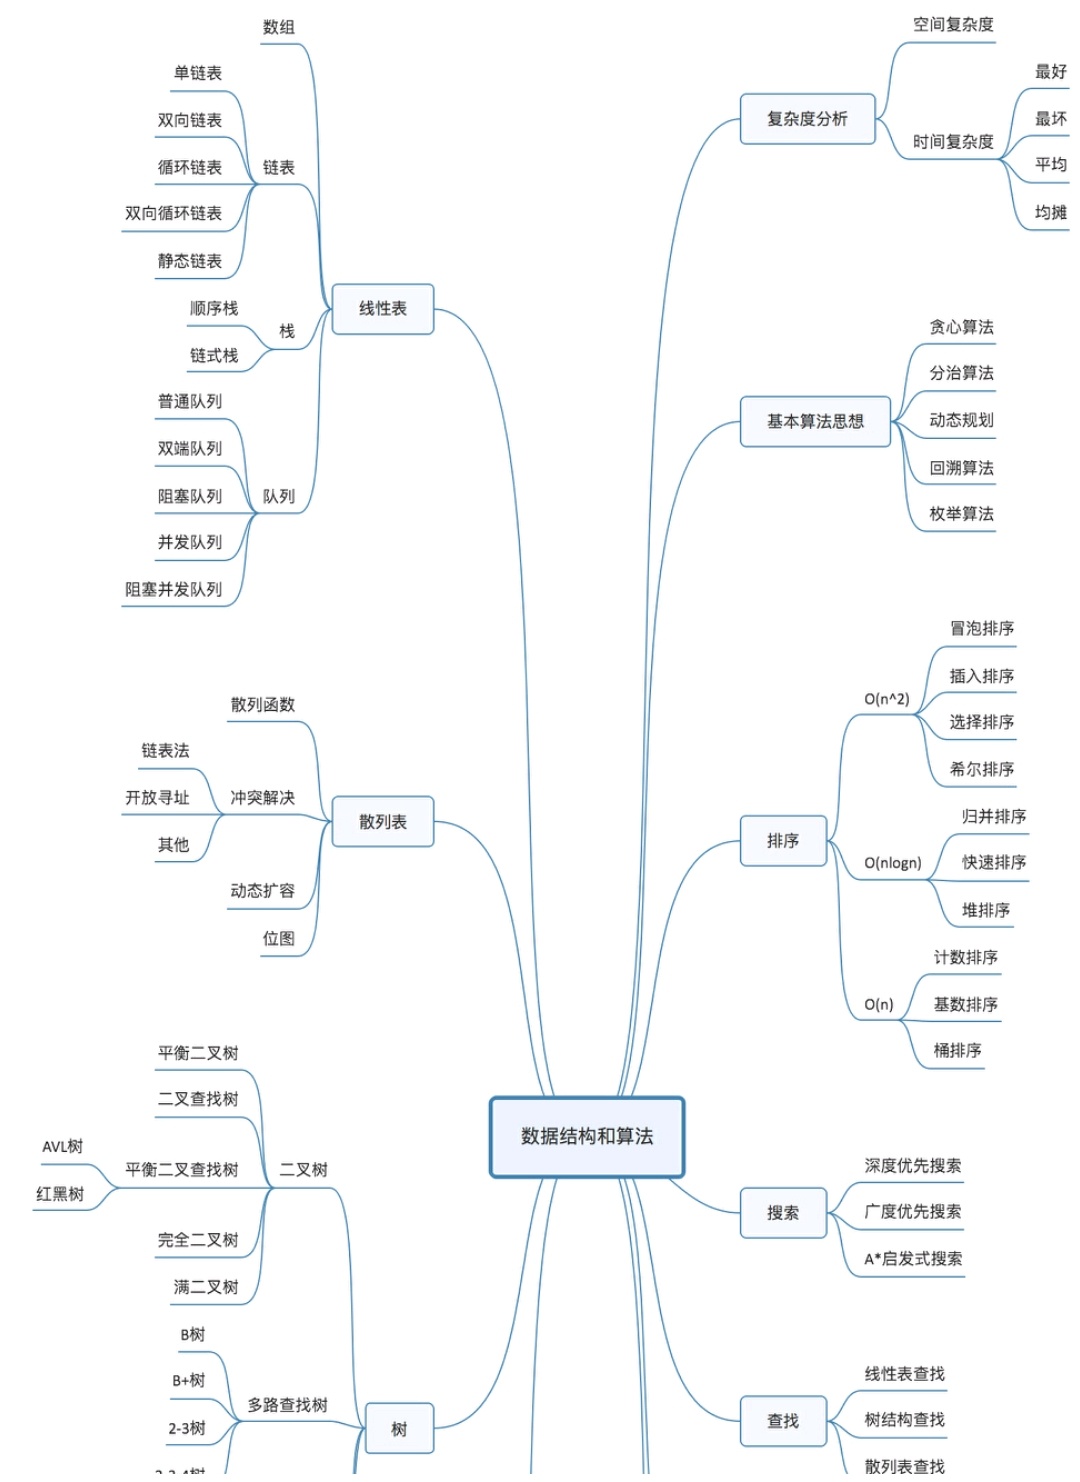 数据结构和算法
线性表
数组
链表
单链表
双向链表
循环链表
双向循环链表
静态链表
栈
顺序栈
链式栈
队列
普通队列
双端队列
阻塞队列
并发队列
阻塞并发队列
散列表
散列函数
冲突解决
链表法
开放寻址
其他
动态扩容
位图
树
二叉树
平衡二叉树
二叉查找树
平衡二叉查找树
AVL树
红黑树
完全二叉树
满二叉树
多路查找树
B树
B+树
2-3树
2-3-4树
复杂度分析
空间复杂度
时间复杂度
最好
最坏
平均
均摊
基本算法思想
贪心算法
分治算法
动态规划
回溯算法
枚举算法
排序
O(n^2)
冒泡排序
插入排序
选择排序
希尔排序
O(nlogn)
归并排序
快速排序
堆排序
O(n)
计数排序
基数排序
桶排序
搜索
深度优先搜索
广度优先搜索
A*启发式搜索
查找
线性表查找
树结构查找
散列表查找